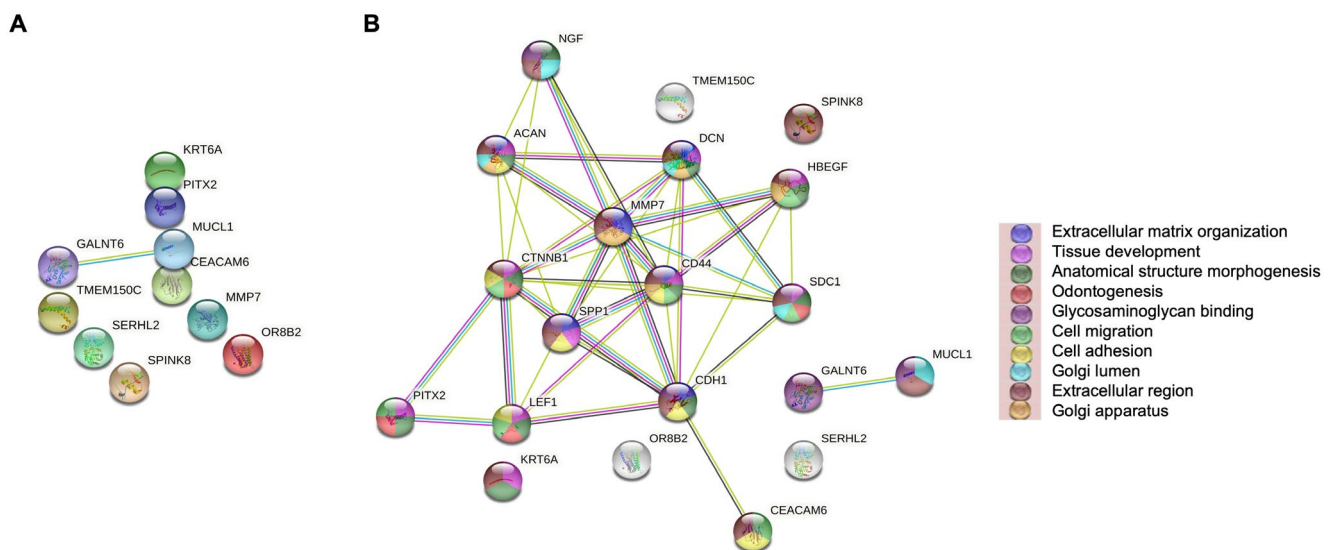 A
B
KRT6A
PITX2
MUCL1
GALNT6
CEACAM6
TMEM150C
MMP7
SERHL2
OR8B2
SPINK8
NGF
TMEM150C
SPINK8
ACAN
DCN
HBEGF
MMP7
CTNNB1
CD44
SDC1
SPP1
MUCL1
GALNT6
CDH1
PITX2
LEF1
OR8B2
SERHL2
KRT6A
CEACAM6
Extracellular matrix organization
Tissue development
Anatomical structure morphogenesis
Odontogenesis
Glycosaminoglycan binding
Cell migration
Cell adhesion
Golgi lumen
Extracellular region
Golgi apparatus